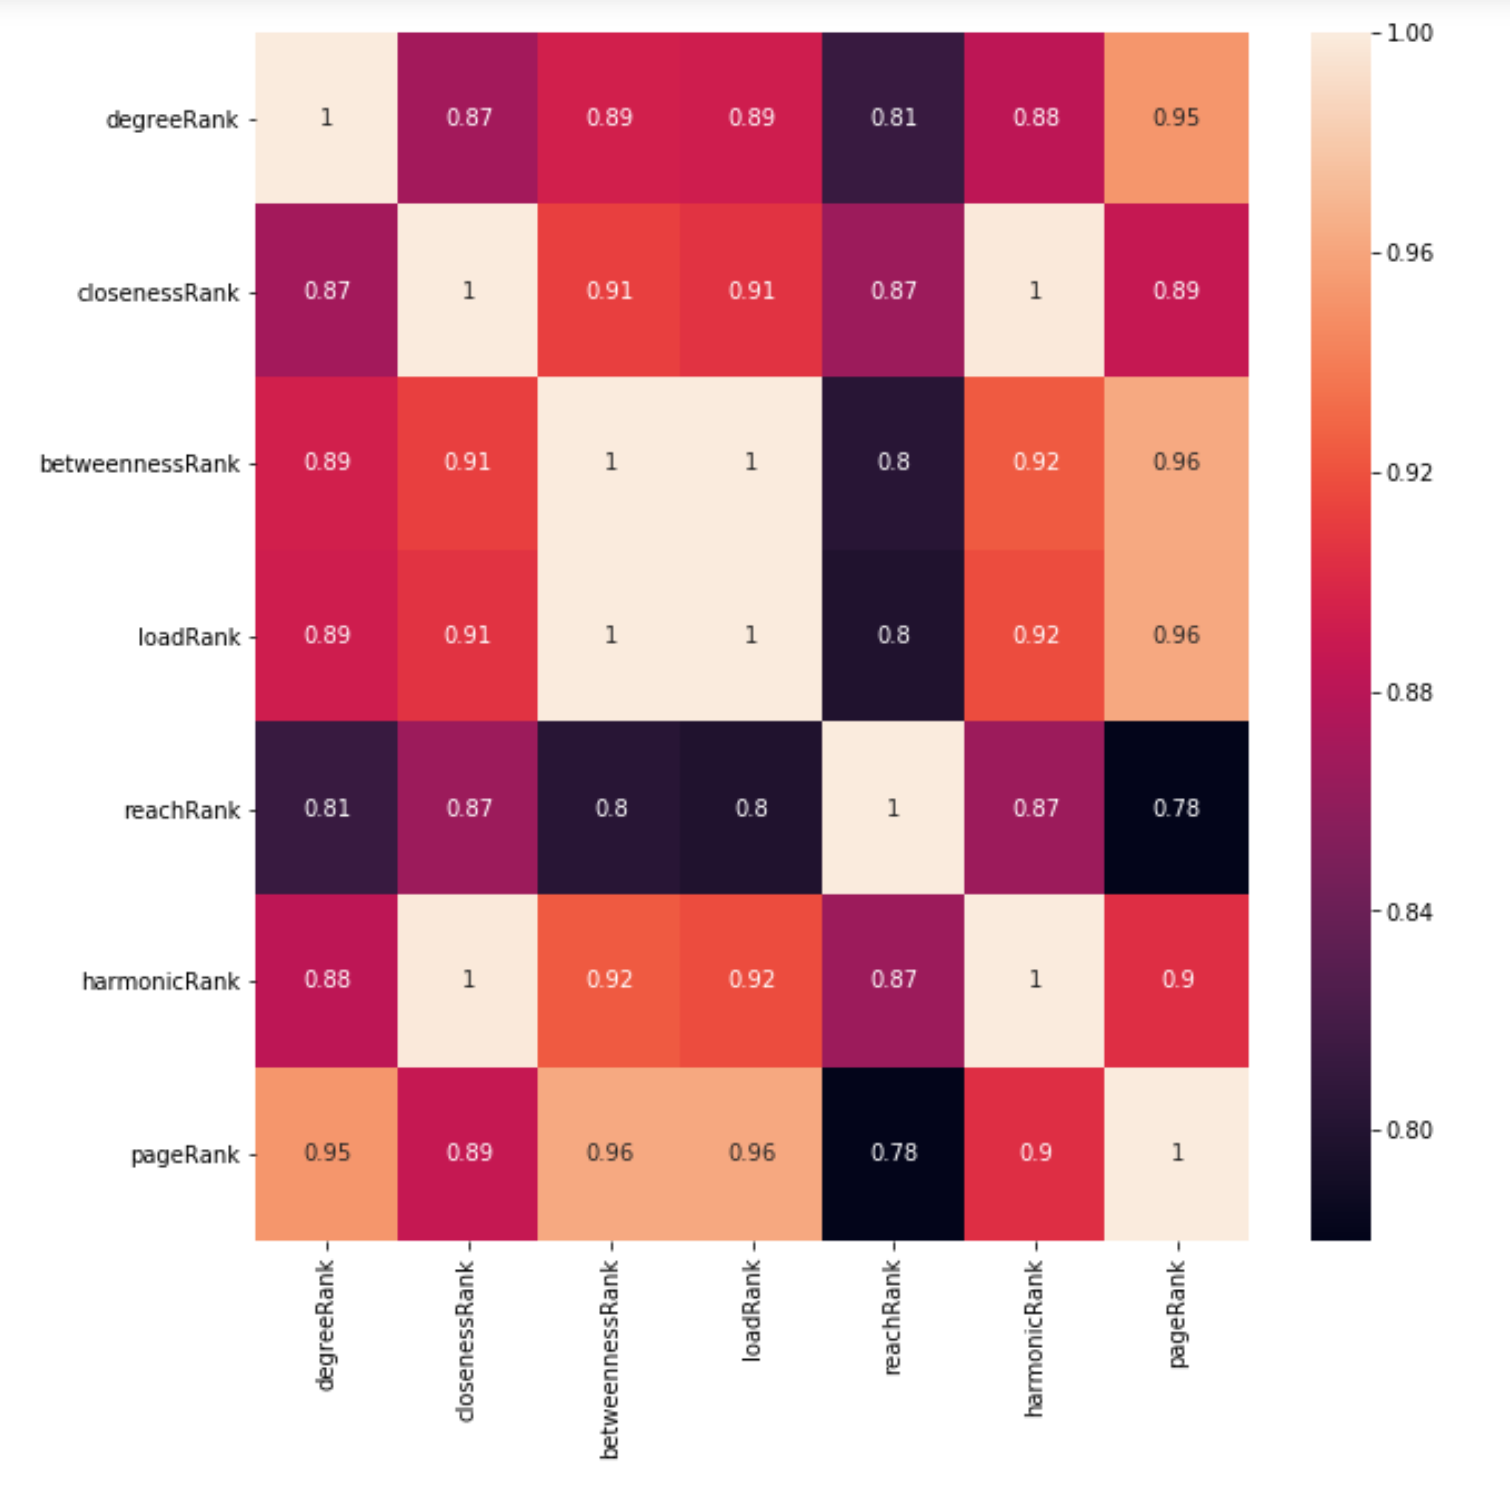 degreeRank 1 0.87 0.89 0.89 0.81 0.88 0.95
closenessRank 0.87 1 0.91 0.91 0.87 1 0.89
betweennessRank 0.89 0.91 1 1 0.8 0.92 0.96
loadRank 0.89 0.91 1 1 0.8 0.92 0.96
reachRank 0.81 0.87 0.8 0.8 1 0.87 0.78
harmonicRank 0.88 1 0.92 0.92 0.87 1 0.9
pageRank 0.95 0.89 0.96 0.96 0.78 0.9 1
degreeRank
closenessRank
betweennessRank
loadRank
reachRank
harmonicRank
pageRank
1.00
0.96
0.92
0.88
0.84
0.80